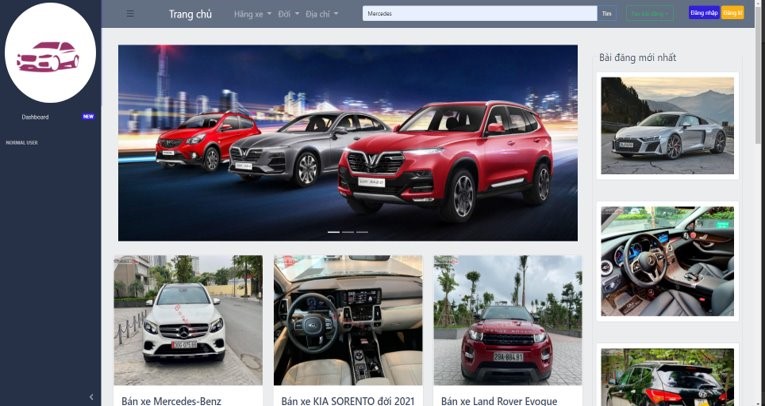 Trang chủ
Hãng xe
Đời
Địa chỉ
Mercedes
Tìm
Đăng nhập
Đăng kí
Dashboard
NEW
NORMAL USER
Bài đăng mới nhất
Bán xe Mercedes-Benz
Bán xe KIA SORENTO đời 2021
Bán xe Land Rover Evoque